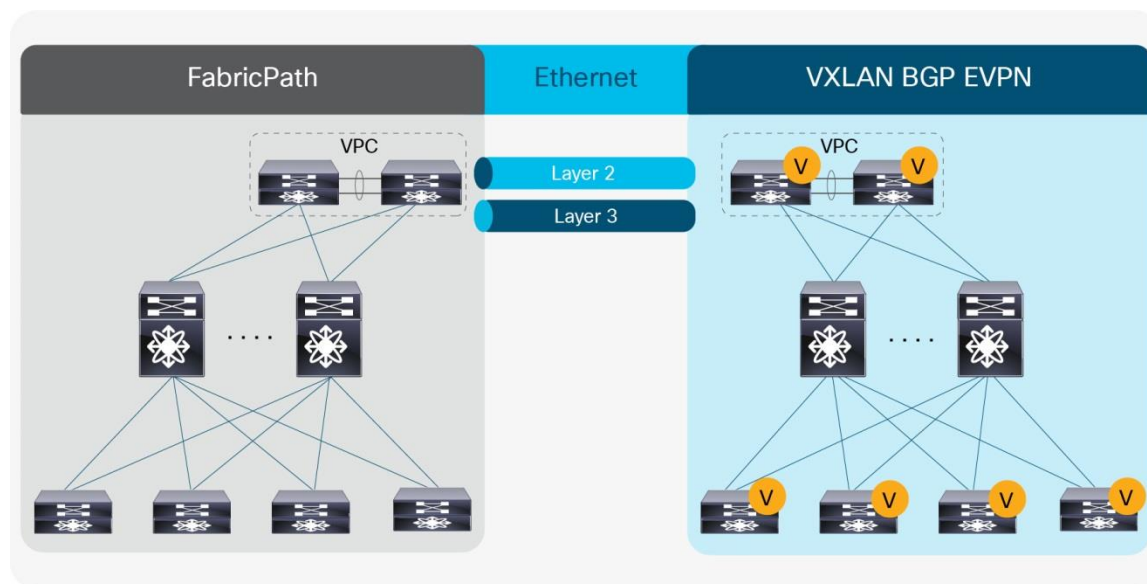 FabricPath
Ethernet
VXLAN BGP EVPN
VPC
Layer 2
Layer 3
VPC
V
V
. . . .
. . . .
V
V
V
V